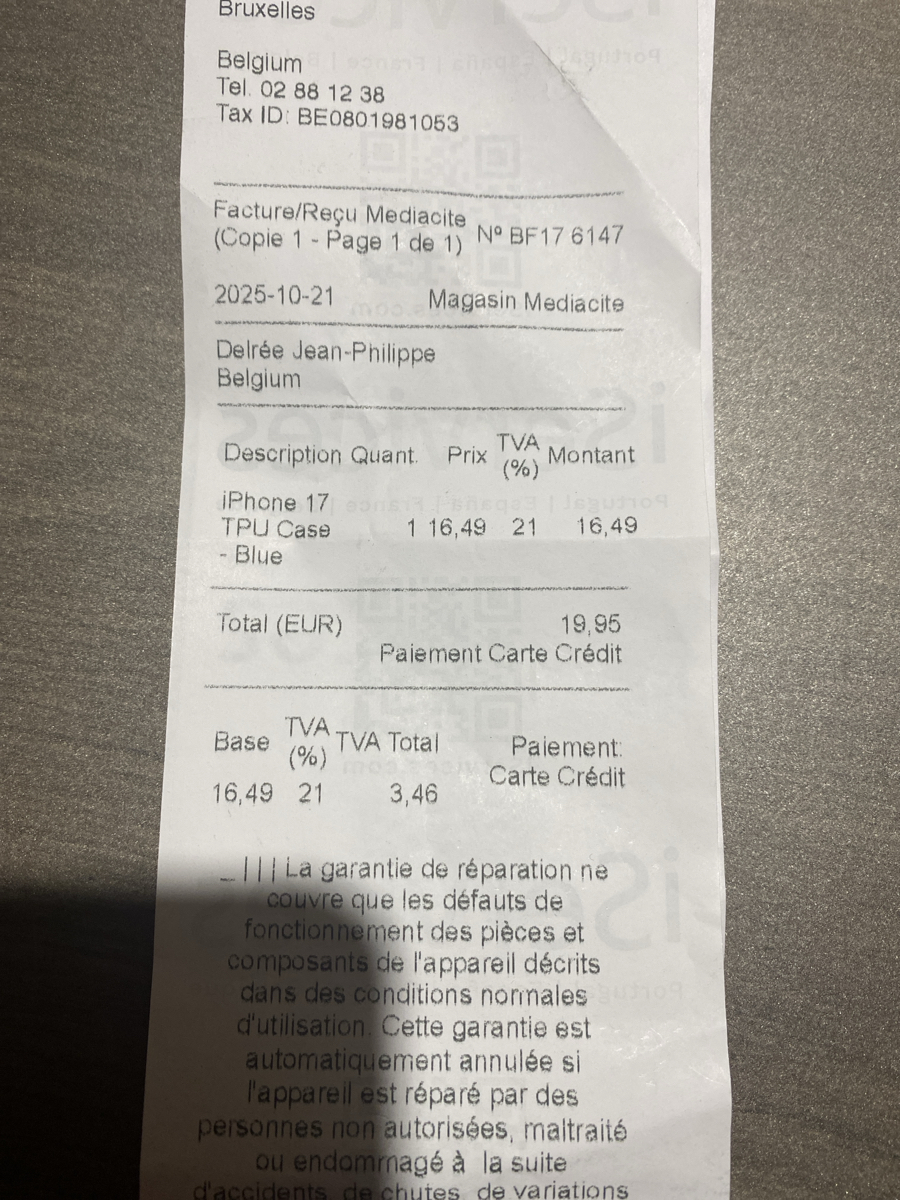 Bruxelles
Belgium
Tel. 02 88 12 38
Tax ID: BE0801981053
Facture/Reçu Mediacite
(Copie 1 - Page 1 de 1) Nº BF17 6147
2025-10-21 Magasin Mediacite
Delrée Jean-Philippe
Belgium
Description Quant. Prix TVA (%) Montant
iPhone 17
TPU Case 1 16,49 21 16,49
- Blue
Total (EUR) 19,95
Paiement Carte Crédit
Base TVA (%) TVA Total Paiement:
Carte Crédit
16,49 21 3,46
_ | | | La garantie de réparation ne
couvre que les défauts de
fonctionnement des pièces et
composants de l'appareil décrits
dans des conditions normales
d'utilisation. Cette garantie est
automatiquement annulée si
l'appareil est réparé par des
personnes non autorisées, maltraité
ou endommagé à la suite
d'accidents, de chutes, de variations